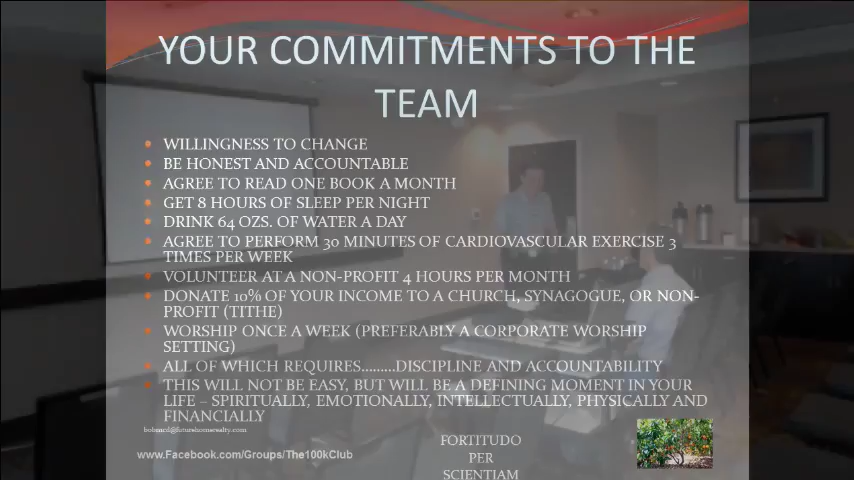 YOUR COMMITMENTS TO THE
TEAM
WILLINGNESS TO CHANGE
BE HONEST AND ACCOUNTABLE
AGREE TO READ ONE BOOK A MONTH
GET 8 HOURS OF SLEEP PER NIGHT
DRINK 64 OZS. OF WATER A DAY
AGREE TO PERFORM 30 MINUTES OF CARDIOVASCULAR EXERCISE 3
TIMES PER WEEK
VOLUNTEER AT A NON-PROFIT 4 HOURS PER MONTH
DONATE 10% OF YOUR INCOME TO A CHURCH, SYNAGOGUE, OR NON-
PROFIT (TITHE)
WORSHIP ONCE A WEEK (PREFERABLY A CORPORATE WORSHIP
SETTING)
ALL OF WHICH REQUIRES.........DISCIPLINE AND ACCOUNTABILITY
THIS WILL NOT BE EASY, BUT WILL BE A DEFINING MOMENT IN YOUR
LIFE – SPIRITUALLY, EMOTIONALLY, INTELLECTUALLY, PHYSICALLY AND
FINANCIALLY
www.Facebook.com/Groups/The100kClub
FORTITUDO
PER
SCIENTIAM